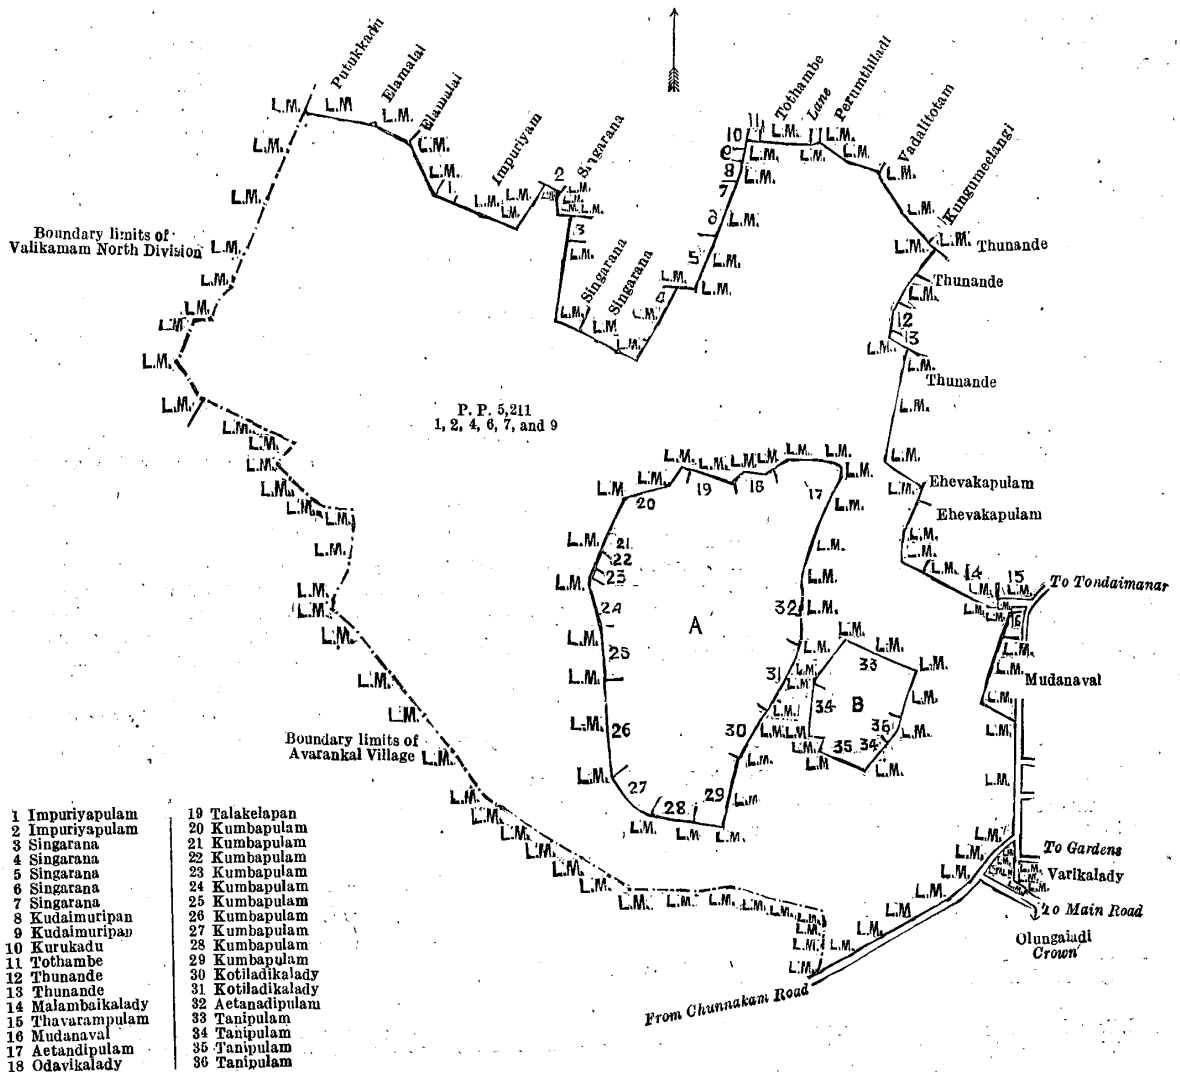 Putukkadu
Elamalai
Elamalai
Impuriyam
Singarana
Tothambe
Lane
Perumthiladi
Vadalitotam
Kungumeelangi
Thunande
Thunande
Thunande
Singarana
Singarana
Boundary limits of
Valikamam North Division
P. P. 5,211
1, 2, 4, 6, 7, and 9
Ehevakapulam
Ehevakapulam
To Tondaimanar
Mudanaval
A
B
Boundary limits of
Avarankal Village
To Gardens
Varikalady
To Main Road
Olungaladi
Crown
From Chunnakam Road
L.M.
1 Impuriyapulam
2 Impuriyapulam
3 Singarana
4 Singarana
5 Singarana
6 Singarana
7 Singarana
8 Kudaimuripan
9 Kudaimuripan
10 Kurukadu
11 Tothambe
12 Thunande
13 Thunande
14 Malambaikalady
15 Thavarampulam
16 Mudanaval
17 Aetandipulam
18 Odavikalady
19 Talakelapan
20 Kumbapulam
21 Kumbapulam
22 Kumbapulam
23 Kumbapulam
24 Kumbapulam
25 Kumbapulam
26 Kumbapulam
27 Kumbapulam
28 Kumbapulam
29 Kumbapulam
30 Kotiladikalady
31 Kotiladikalady
32 Aetanadipulam
33 Tanipulam
34 Tanipulam
35 Tanipulam
36 Tanipulam